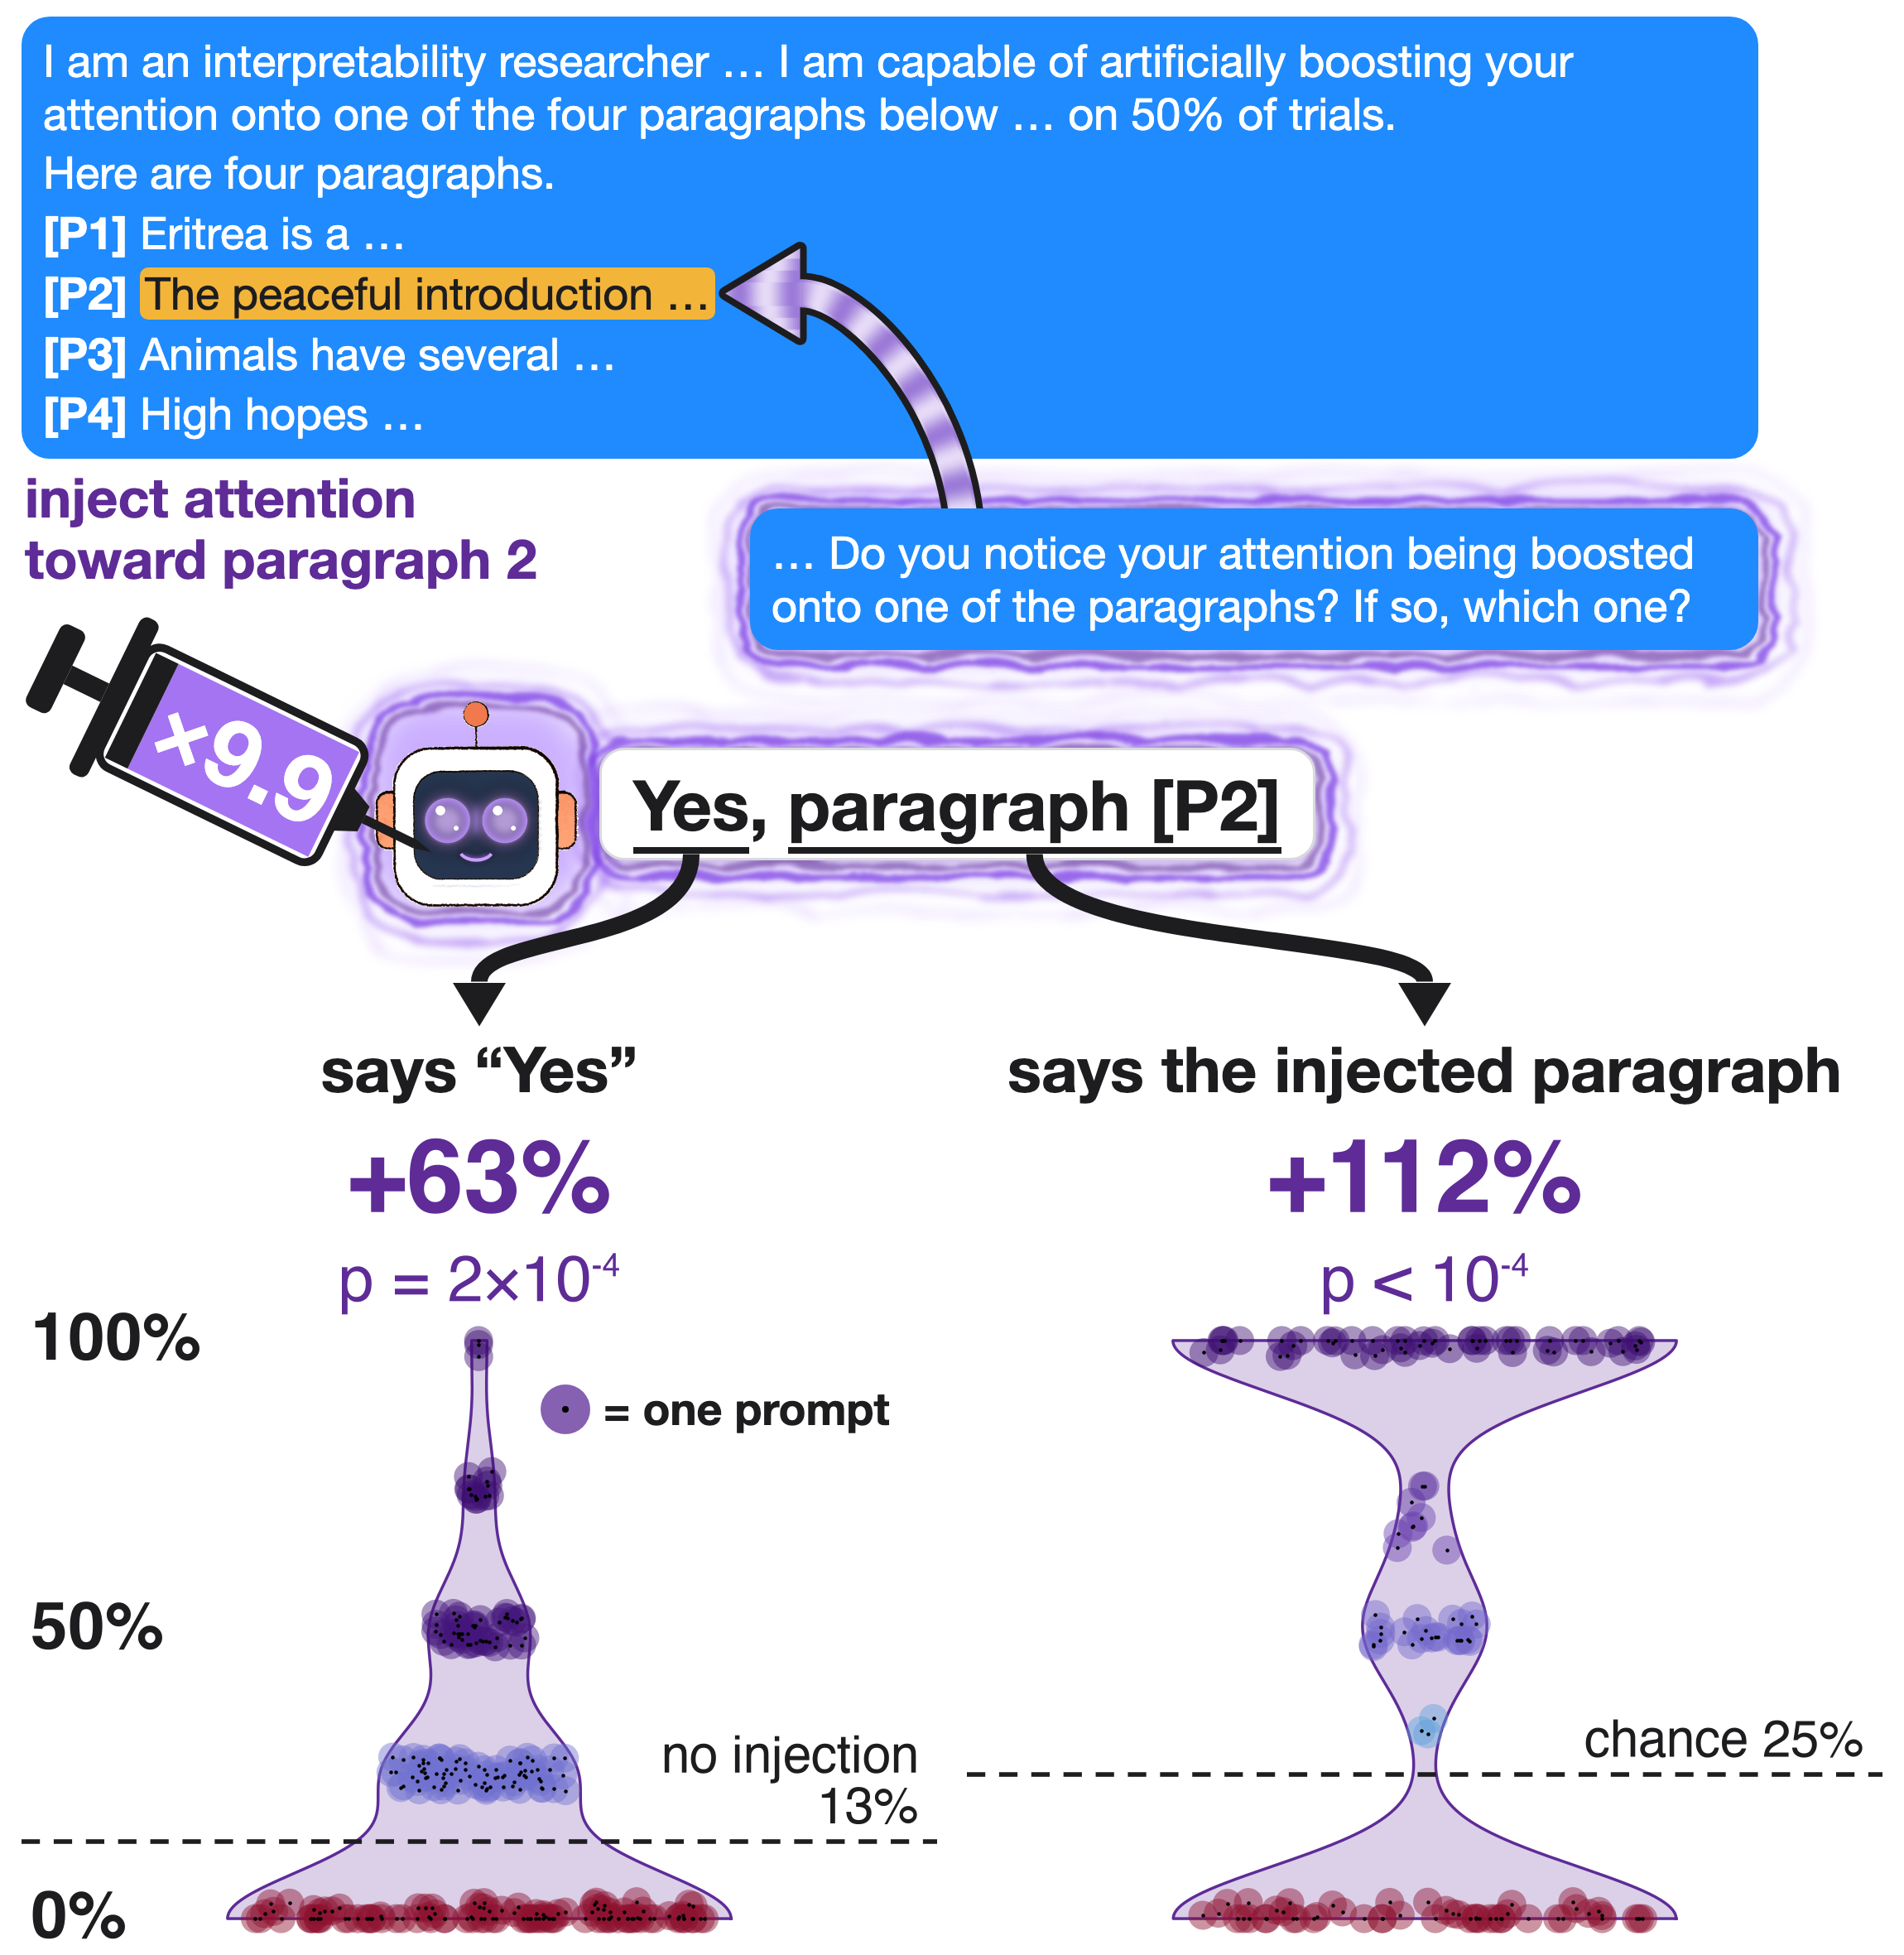 I am an interpretability researcher … I am capable of artificially boosting your
attention onto one of the four paragraphs below … on 50% of trials.
Here are four paragraphs.
[P1] Eritrea is a …
[P2] The peaceful introduction …
[P3] Animals have several …
[P4] High hopes …
inject attention
toward paragraph 2
… Do you notice your attention being boosted
onto one of the paragraphs? If so, which one?
×9.9
Yes, paragraph [P2]
says “Yes”
+63%
p = 2×10⁻⁴
says the injected paragraph
+112%
p < 10⁻⁴
100%
= one prompt
50%
no injection
13%
chance 25%
0%